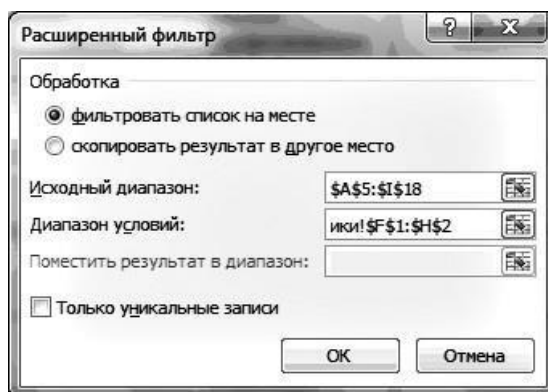 Расширенный фильтр
Обработка
фильтровать список на месте
скопировать результат в другое место
Исходный диапазон: $A$5:$I$18
Диапазон условий: ики!$F$1:$H$2
Поместить результат в диапазон:
Только уникальные записи
ОК Отмена